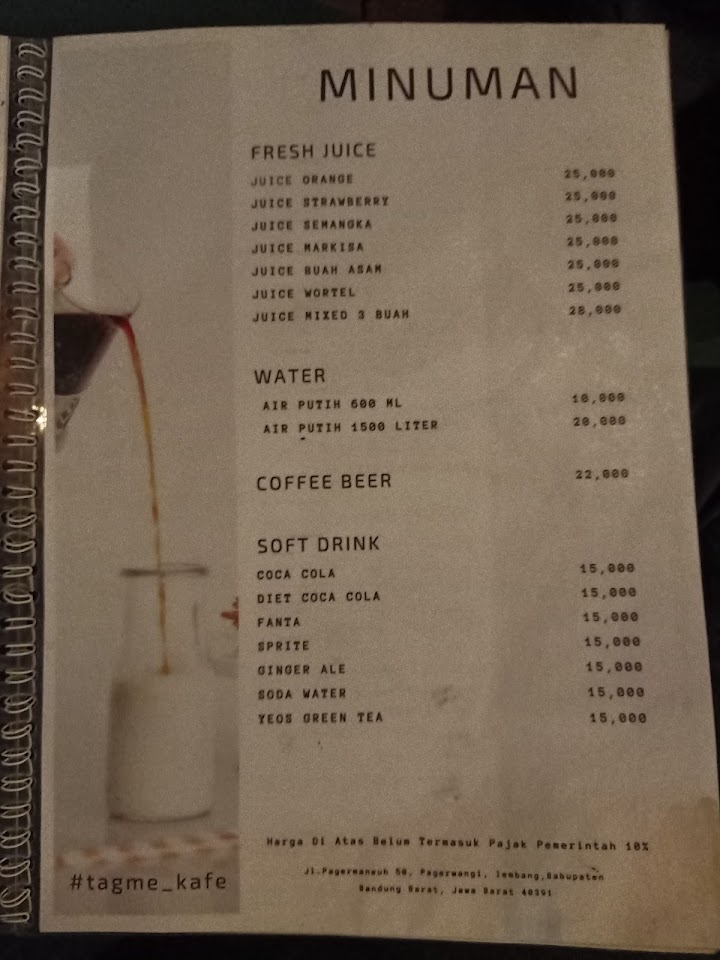 MINUMAN
FRESH JUICE
JUICE ORANGE 25,000
JUICE STRAWBERRY 25,000
JUICE SEMANGKA 25,000
JUICE MARKISA 25,000
JUICE BUAH ASAM 25,000
JUICE WORTEL 25,000
JUICE MIXED 3 BUAH 28,000
WATER
AIR PUTIH 600 ML 10,000
AIR PUTIH 1500 LITER 20,000
COFFEE BEER 22,000
SOFT DRINK
COCA COLA 15,000
DIET COCA COLA 15,000
FANTA 15,000
SPRITE 15,000
GINGER ALE 15,000
SODA WATER 15,000
YEOS GREEN TEA 15,000
Harga Di Atas Belum Termasuk Pajak Pemerintah 10%
Jl. 50, Pagerwangi, lembang,Kabupaten
Bandung Barat, Jawa Barat 40391
#tagme_kafe